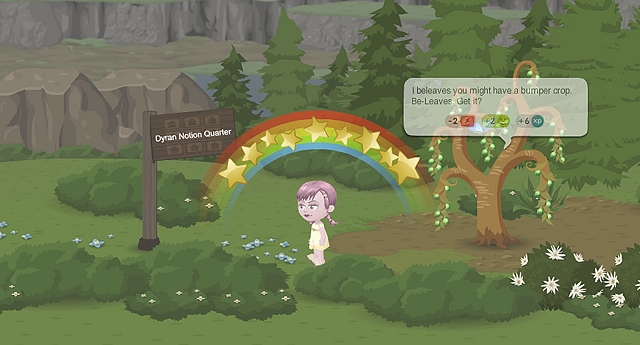 I beleaves you might have a bumper crop.
Be-Leaves. Get it?
-2 +2 +6 xp
Dyran Notion Quarter